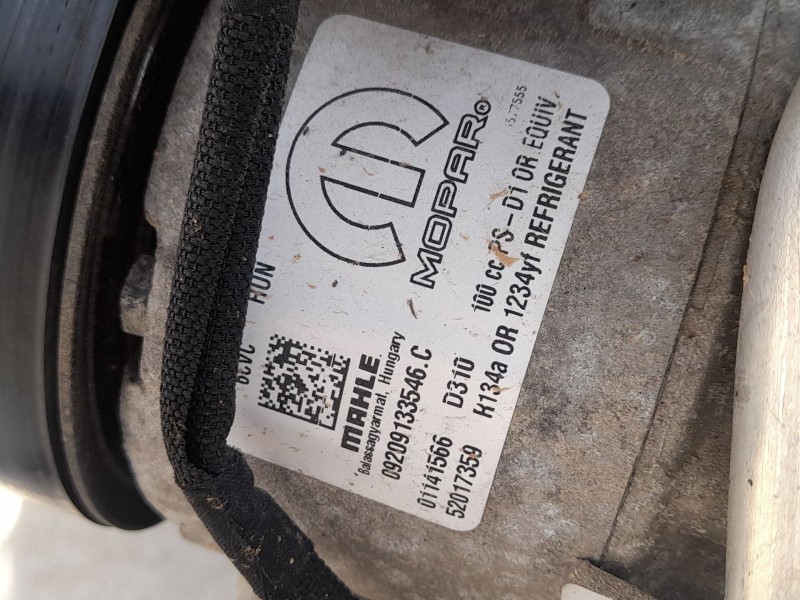 MOPAR®
HUN
MAHLE
Balassagyarmat, Hungary
09209133546.C
01141566 D310 100 cc PS-D1 OR EQUIV
52017359 R134a OR 1234yf REFRIGERANT